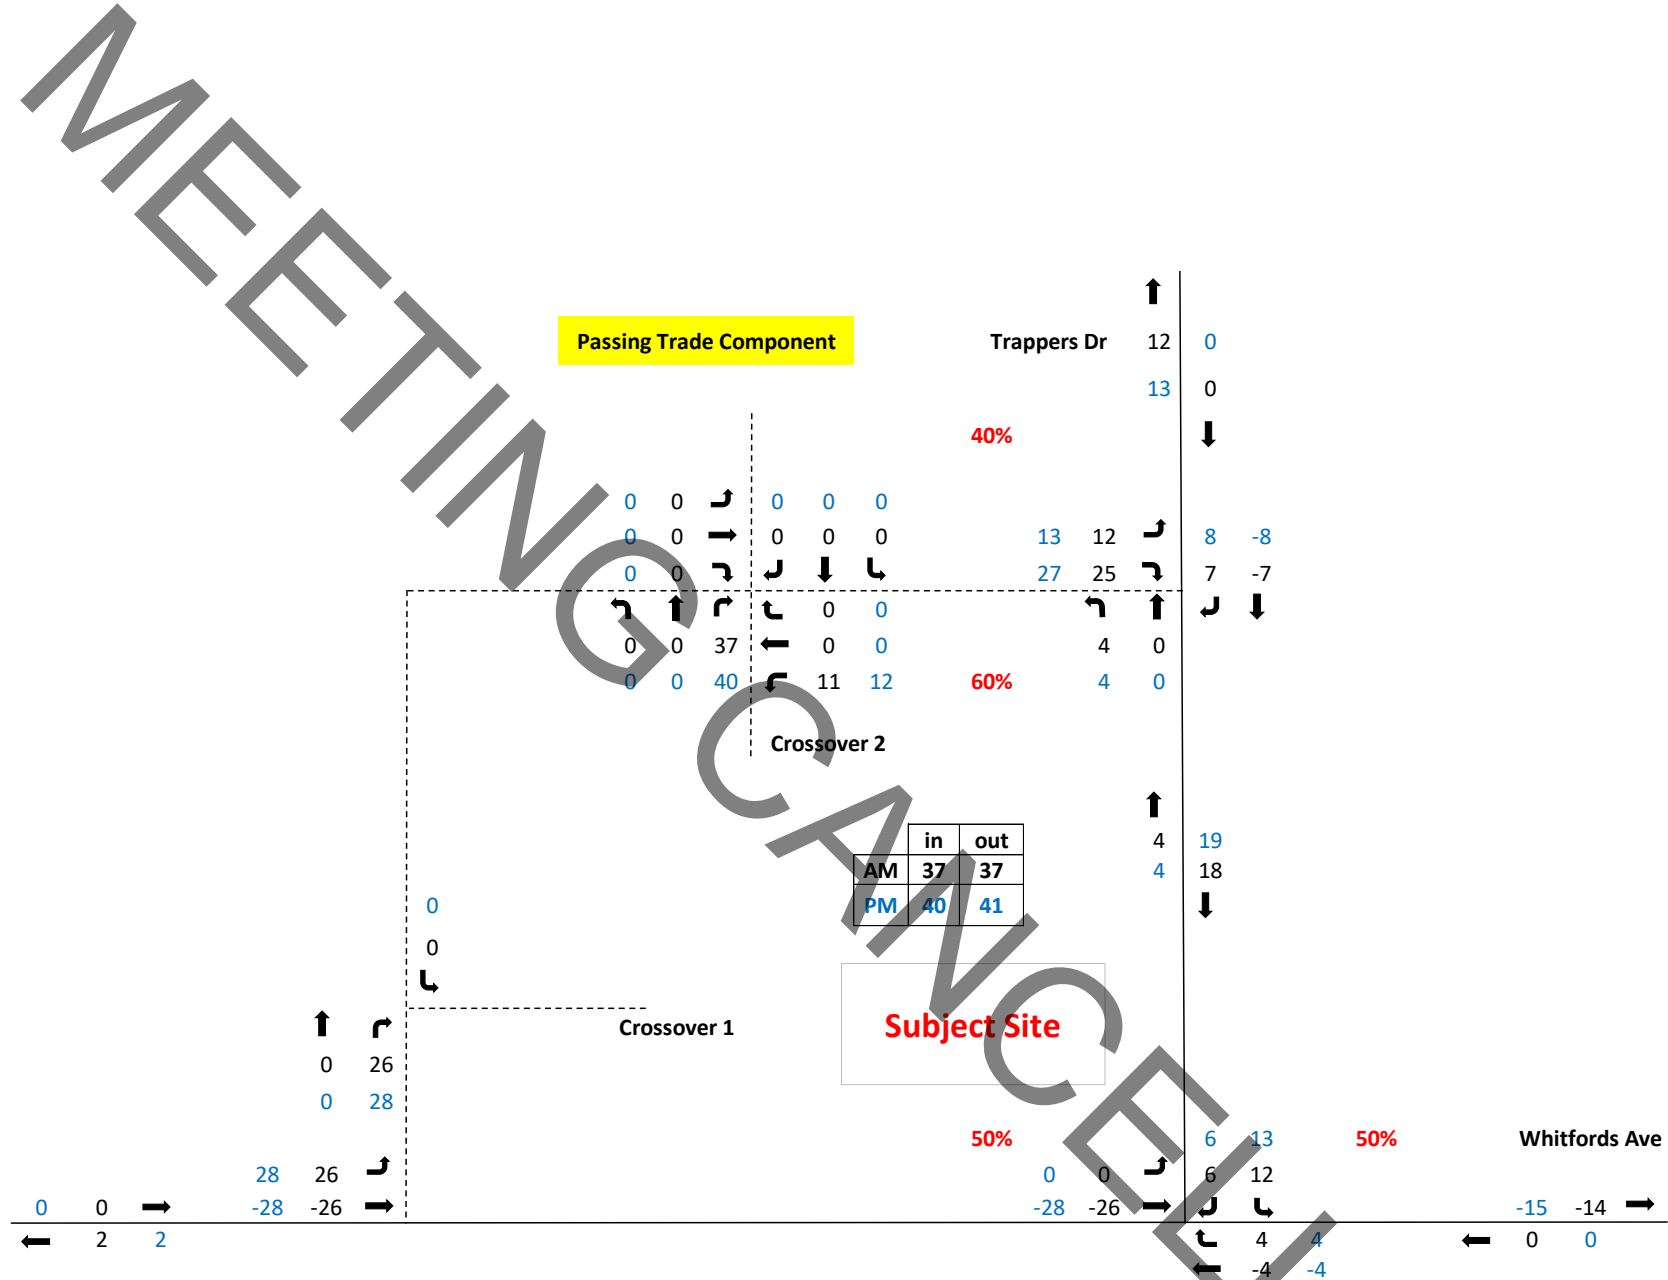 MEETING CANCEL
Passing Trade Component
Trappers Dr 12 0
13 0
40%
0 0 0 0 0
0 0 0 0 0 13 12 8 -8
0 0 27 25 7 -7
0 0
0 0 37 0 0 4 0
0 0 40 11 12 60% 4 0
Crossover 2
in out 4 19
AM 37 37 4 18
PM 40 41
0
0
Crossover 1
Subject Site
0 26
0 28
50% 6 13 50% Whitfords Ave
28 26 0 0 6 12
0 0 -28 -26 -28 -26 -15 -14
2 2 4 4 0 0
-4 -4